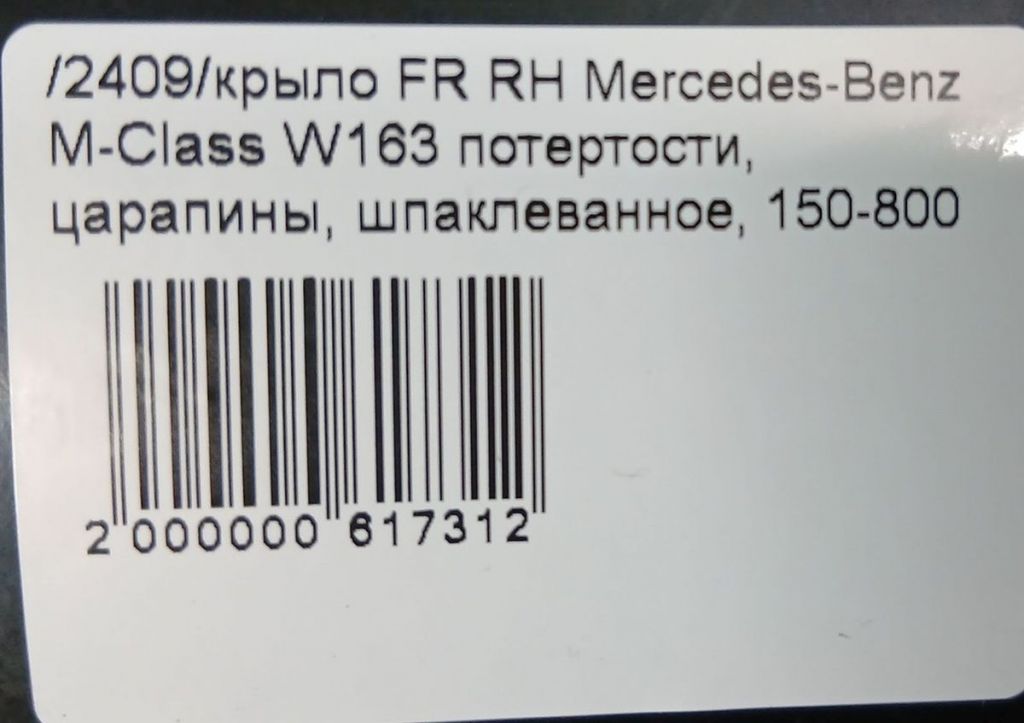 /2409/крыло FR RH Mercedes-Benz
M-Class W163 потертости,
царапины, шпаклеванное, 150-800
2 000000 617312